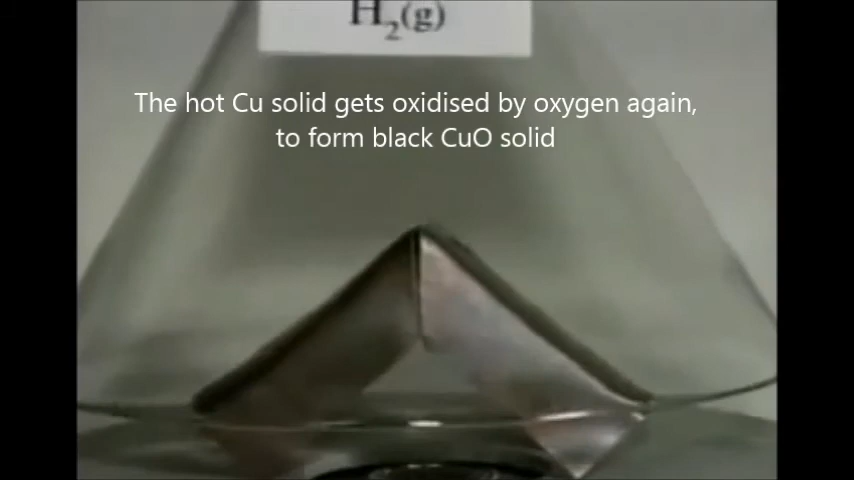 H₂(g)
The hot Cu solid gets oxidised by oxygen again,
to form black CuO solid